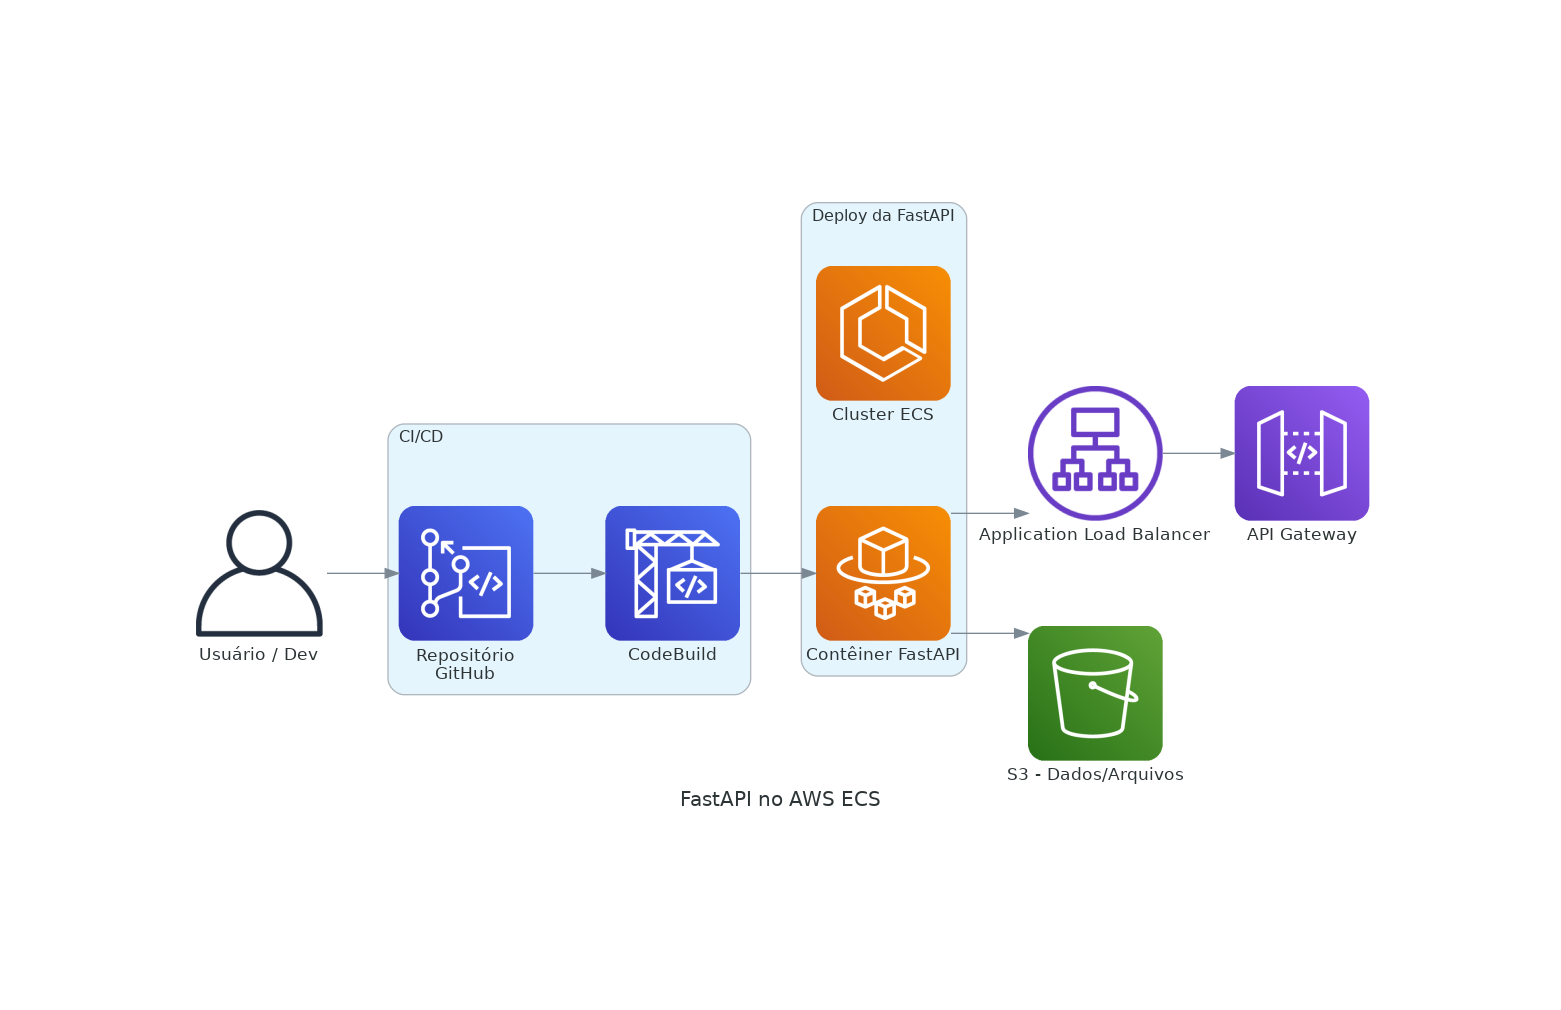 Deploy da FastAPI
Cluster ECS
CI/CD
Application Load Balancer
API Gateway
Usuário / Dev
Repositório
GitHub
CodeBuild
Contêiner FastAPI
S3 - Dados/Arquivos
FastAPI no AWS ECS